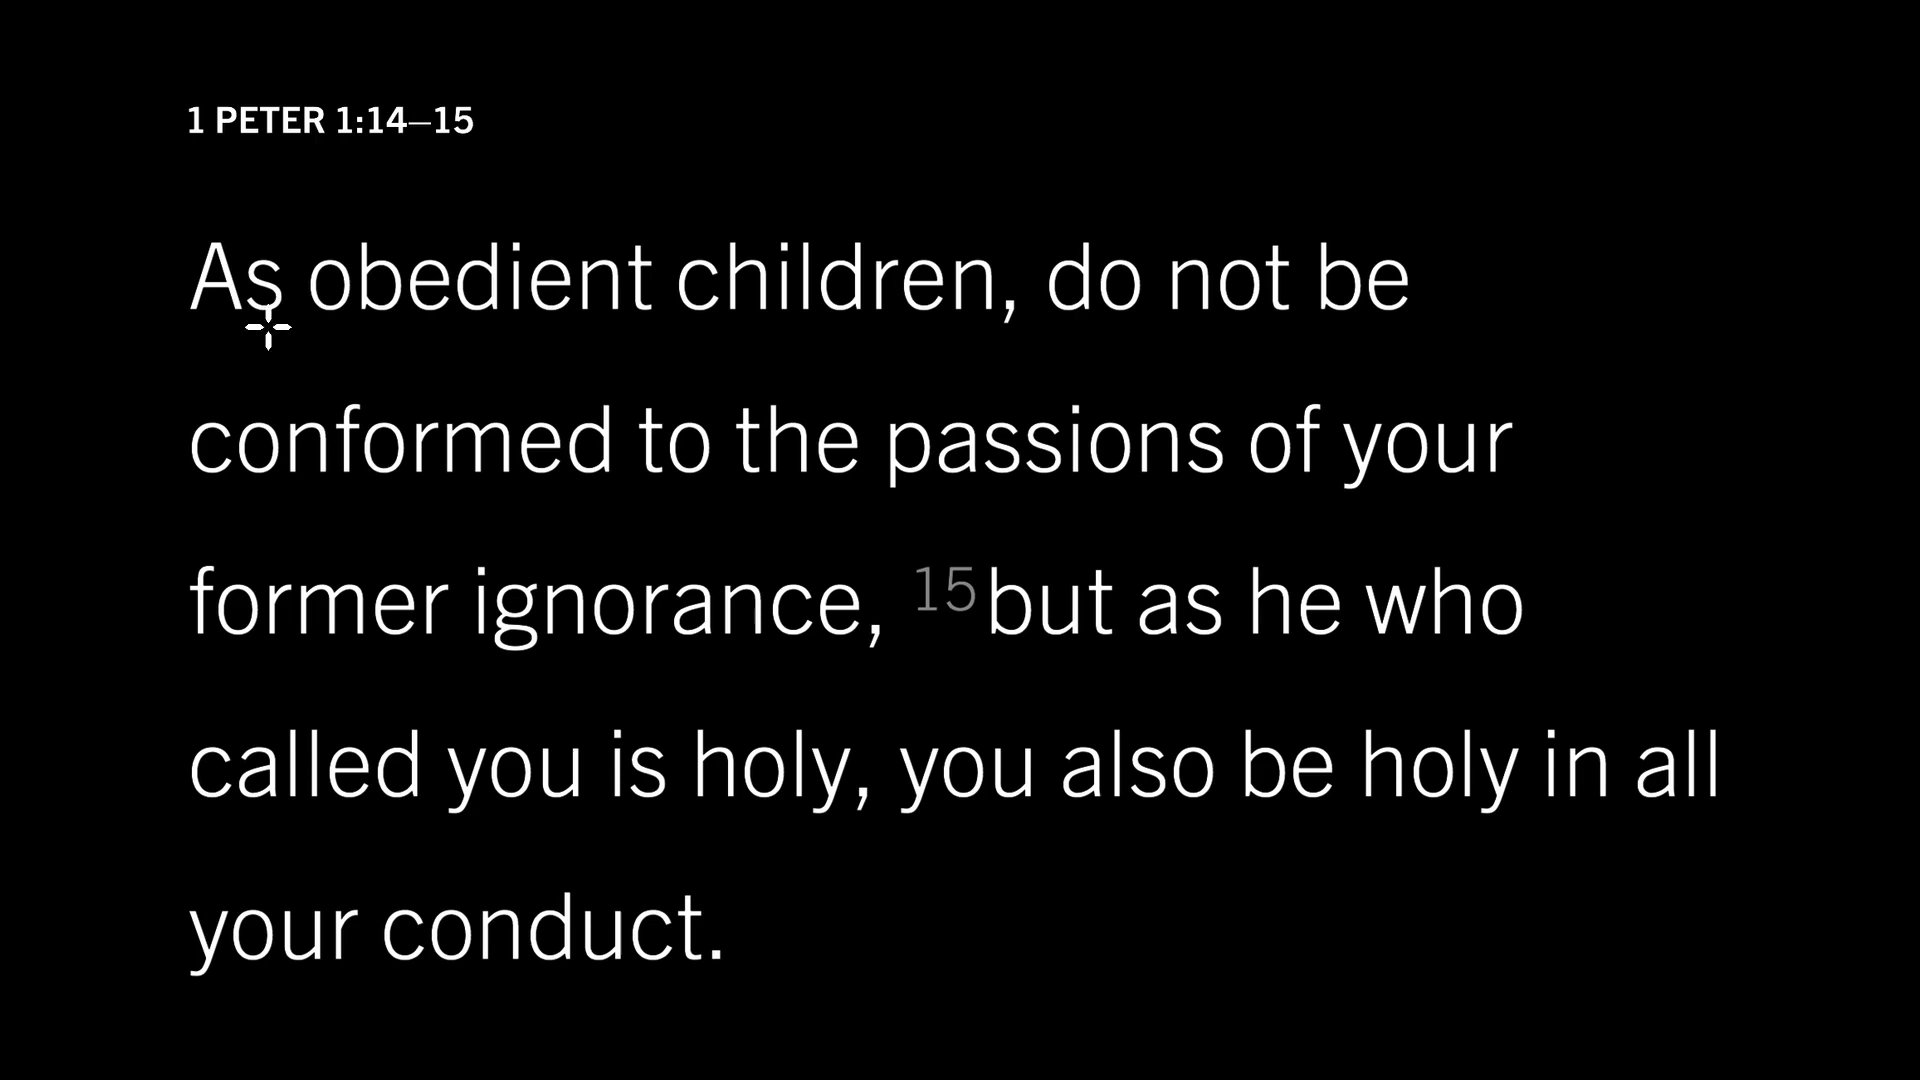 1 PETER 1:14–15
As obedient children, do not be
conformed to the passions of your
former ignorance, 15 but as he who
called you is holy, you also be holy in all
your conduct.